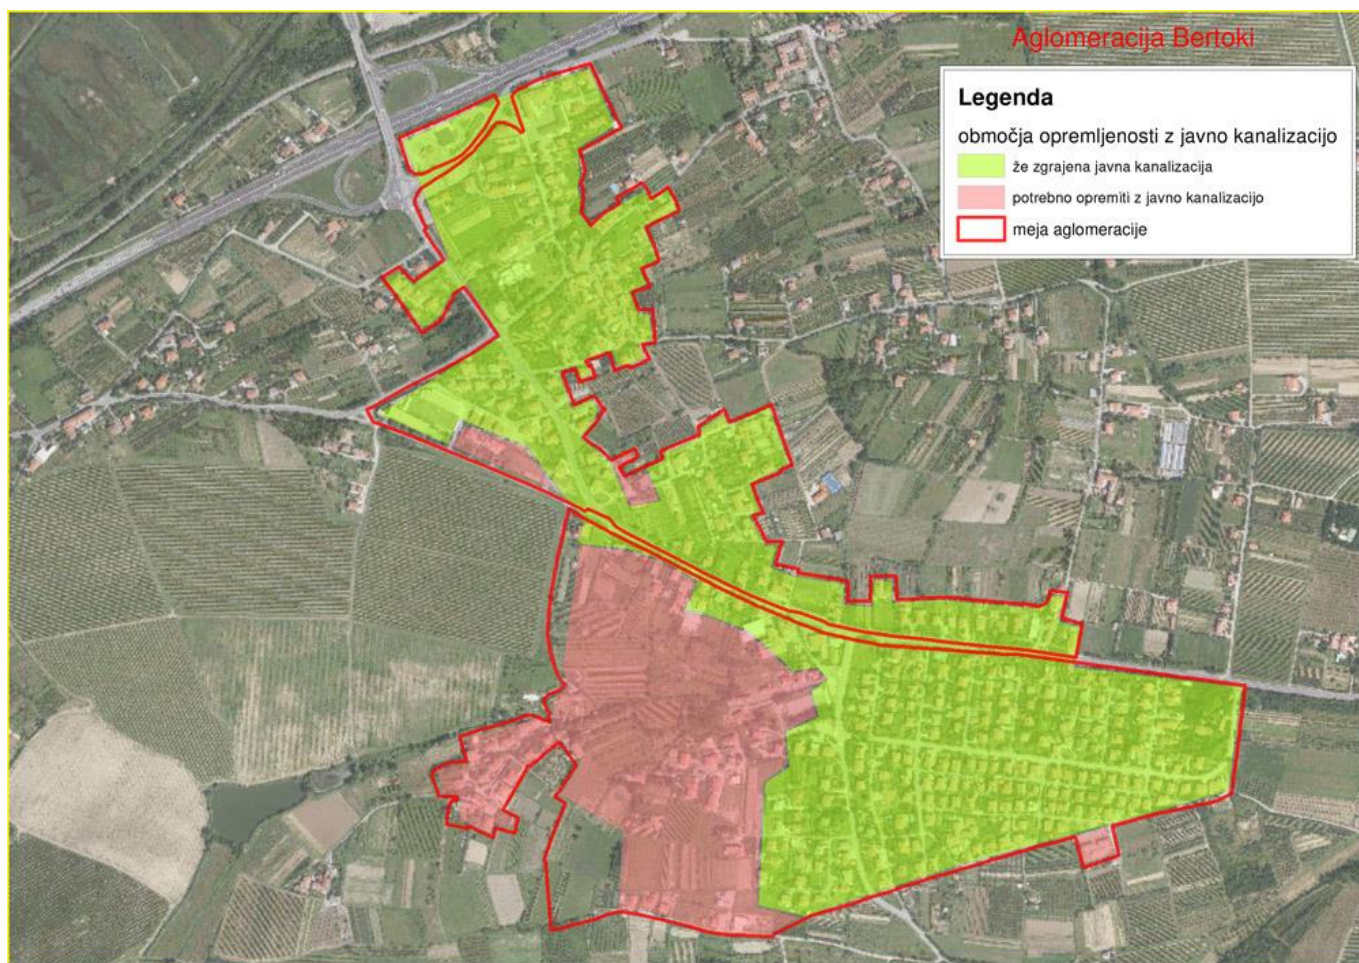 Aglomeracija Bertoki
Legenda
območja opremljenosti z javno kanalizacijo
že zgrajena javna kanalizacija
potrebno opremiti z javno kanalizacijo
meja aglomeracije